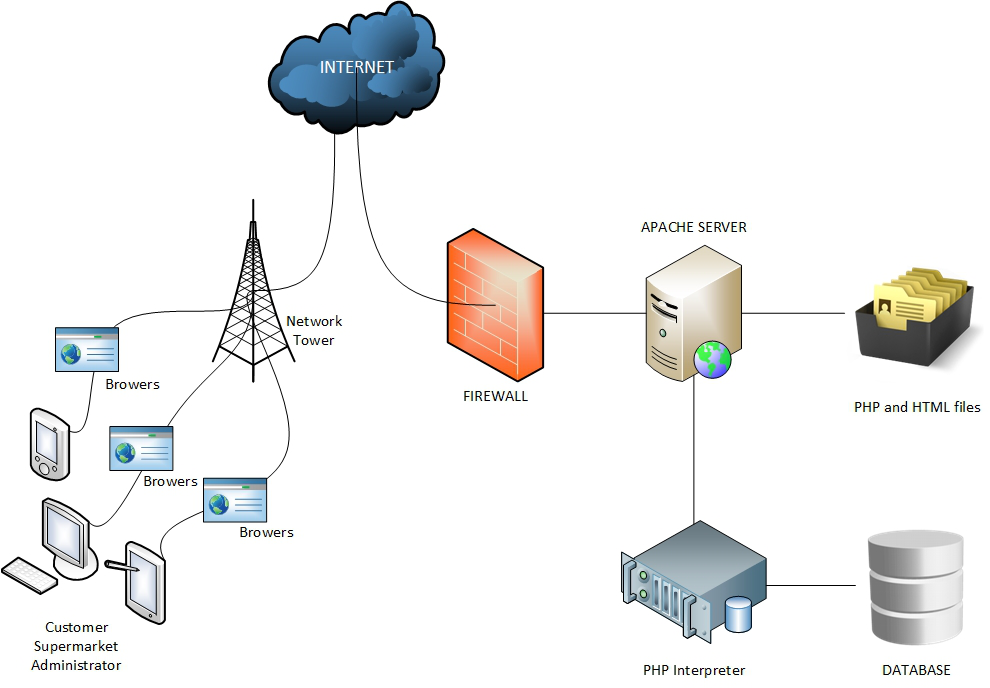 INTERNET
APACHE SERVER
Network
Tower
Browers
FIREWALL
PHP and HTML files
Browers
Browers
Customer
Supermarket
Administrator
PHP Interpreter
DATABASE